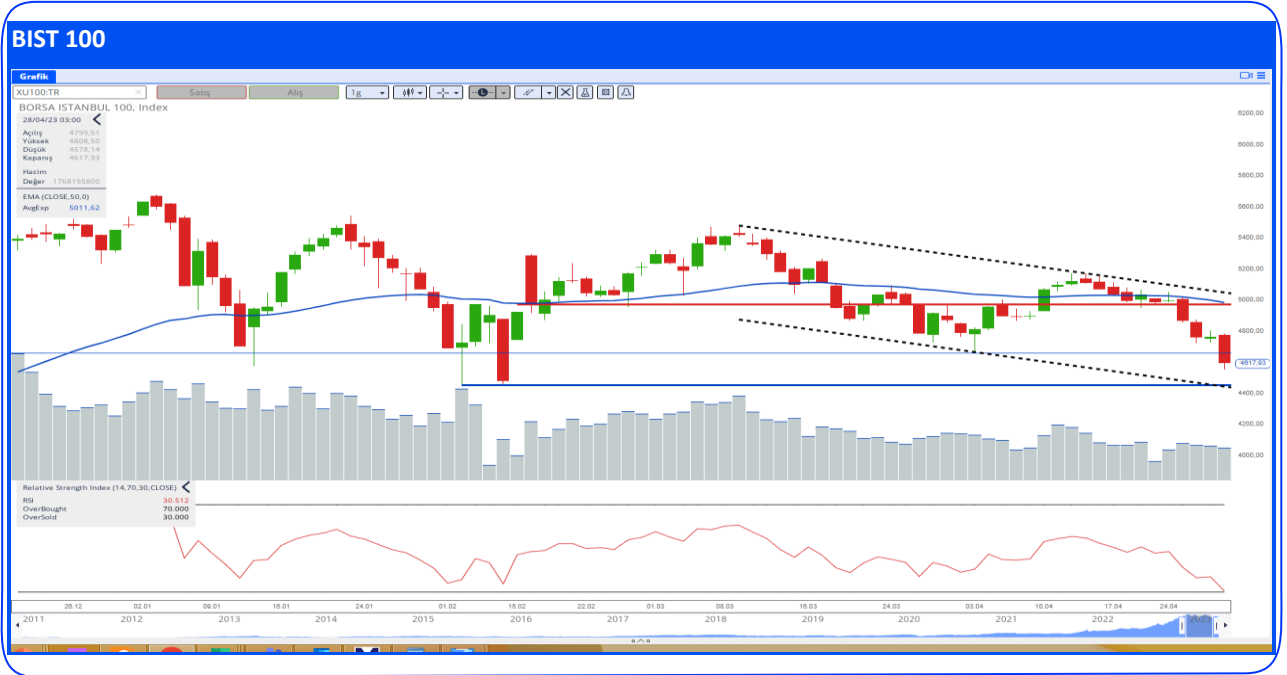 BIST 100
Grafik
XU100:TR
Satış
Alış
1g
BORSA ISTANBUL 100, Index
28/04/23 03:00
Açılış 4799,51
Yüksek 4808,50
Düşük 4578,14
Kapanış 4617,93
Hacim
Değer 1768195800
EMA (CLOSE,50,0)
AvgExp 5011,62
6200,00
6000,00
5800,00
5600,00
5400,00
5200,00
5000,00
4800,00
4617,93
4400,00
4200,00
4000,00
Relative Strength Index (14,70,30,CLOSE)
RSI 30.512
OverBought 70.000
OverSold 30.000
28.12 02.01 09.01 16.01 24.01 01.02 15.02 22.02 01.03 08.03 16.03 24.03 03.04 10.04 17.04 24.04
2011 2012 2013 2014 2015 2016 2017 2018 2019 2020 2021 2022 2023